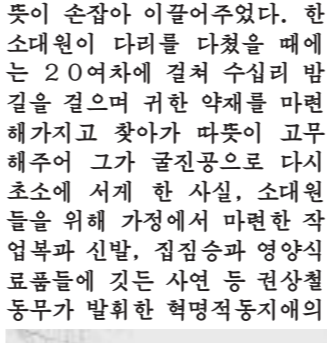 뜻이 손잡아 이끌어주었다. 한
소대원이 다리를 다쳤을 때에
는 20여차에 걸쳐 수십리 밤
길을 걸으며 귀한 약재를 마련
해가지고 찾아가 따뜻이 고무
해주어 그가 굴진공으로 다시
초소에 서게 한 사실, 소대원
들을 위해 가정에서 마련한 작
업복과 신발, 집짐승과 영양식
료품들에 깃든 사연 등 권상철
동무가 발휘한 혁명적동지애의